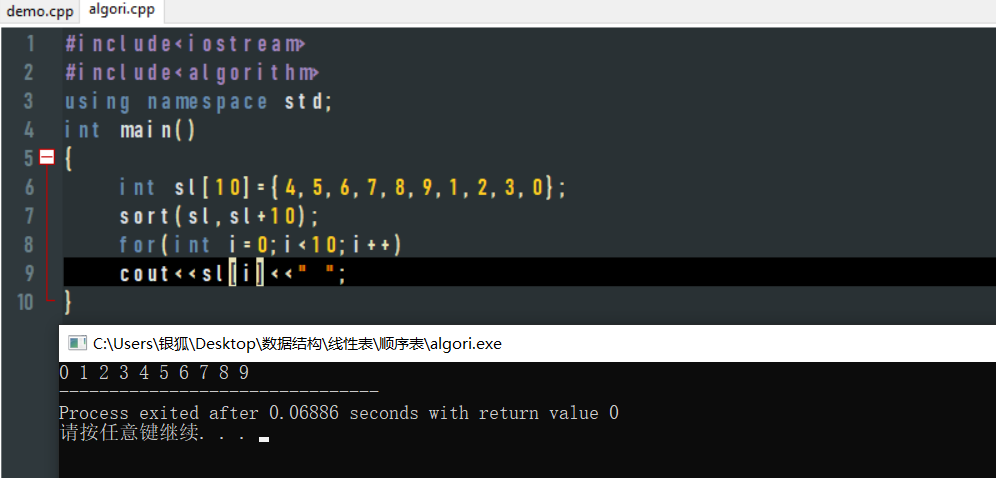 demo.cpp algori.cpp
1 #include<iostream>
2 #include<algorithm>
3 using namespace std;
4 int main()
5 {
6 int sl[10]={4,5,6,7,8,9,1,2,3,0};
7 sort(sl,sl+10);
8 for(int i=0;i<10;i++)
9 cout<<sl[i]<<" ";
10 }
C:\Users\银狐\Desktop\数据结构\线性表\顺序表\algori.exe
0 1 2 3 4 5 6 7 8 9
--------------------------------
Process exited after 0.06886 seconds with return value 0
请按任意键继续. . .